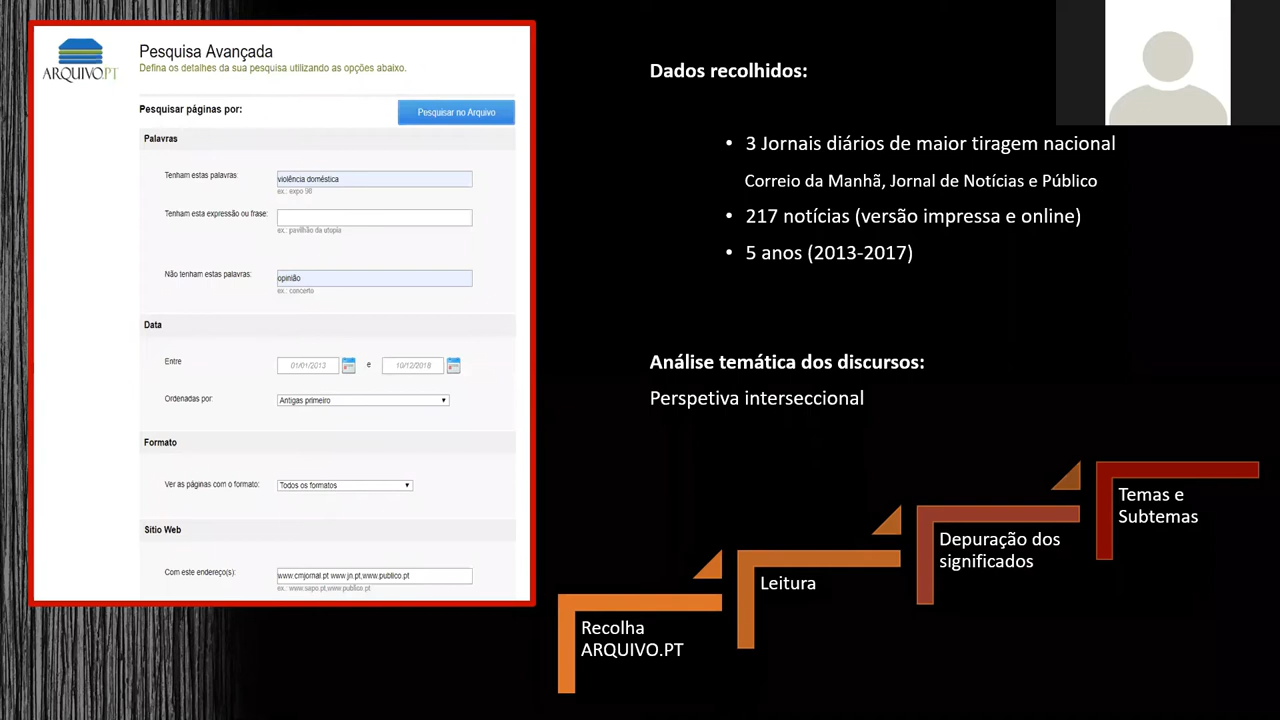 ARQUIVO.PT
Pesquisa Avançada
Defina os detalhes da sua pesquisa utilizando as opções abaixo.
Pesquisar páginas por:
Pesquisar no Arquivo
Palavras
Tenham estas palavras:
violência doméstica
ex.: expo 98
Tenham esta expressão ou frase:
ex.: pavilhão da utopia
Não tenham estas palavras:
opinião
ex.: concerto
Data
Entre
01/01/2013
e
10/12/2018
Ordenadas por:
Antigas primeiro
Formato
Ver as páginas com o formato:
Todos os formatos
Sítio Web
Com este endereço(s):
www.cmjornal.pt www.jn.pt;www.publico.pt
ex.: www.sapo.pt,www.publico.pt
Dados recolhidos:
• 3 Jornais diários de maior tiragem nacional
Correio da Manhã, Jornal de Notícias e Público
• 217 notícias (versão impressa e online)
• 5 anos (2013-2017)
Análise temática dos discursos:
Perspetiva interseccional
Recolha
ARQUIVO.PT
Leitura
Depuração dos
significados
Temas e
Subtemas